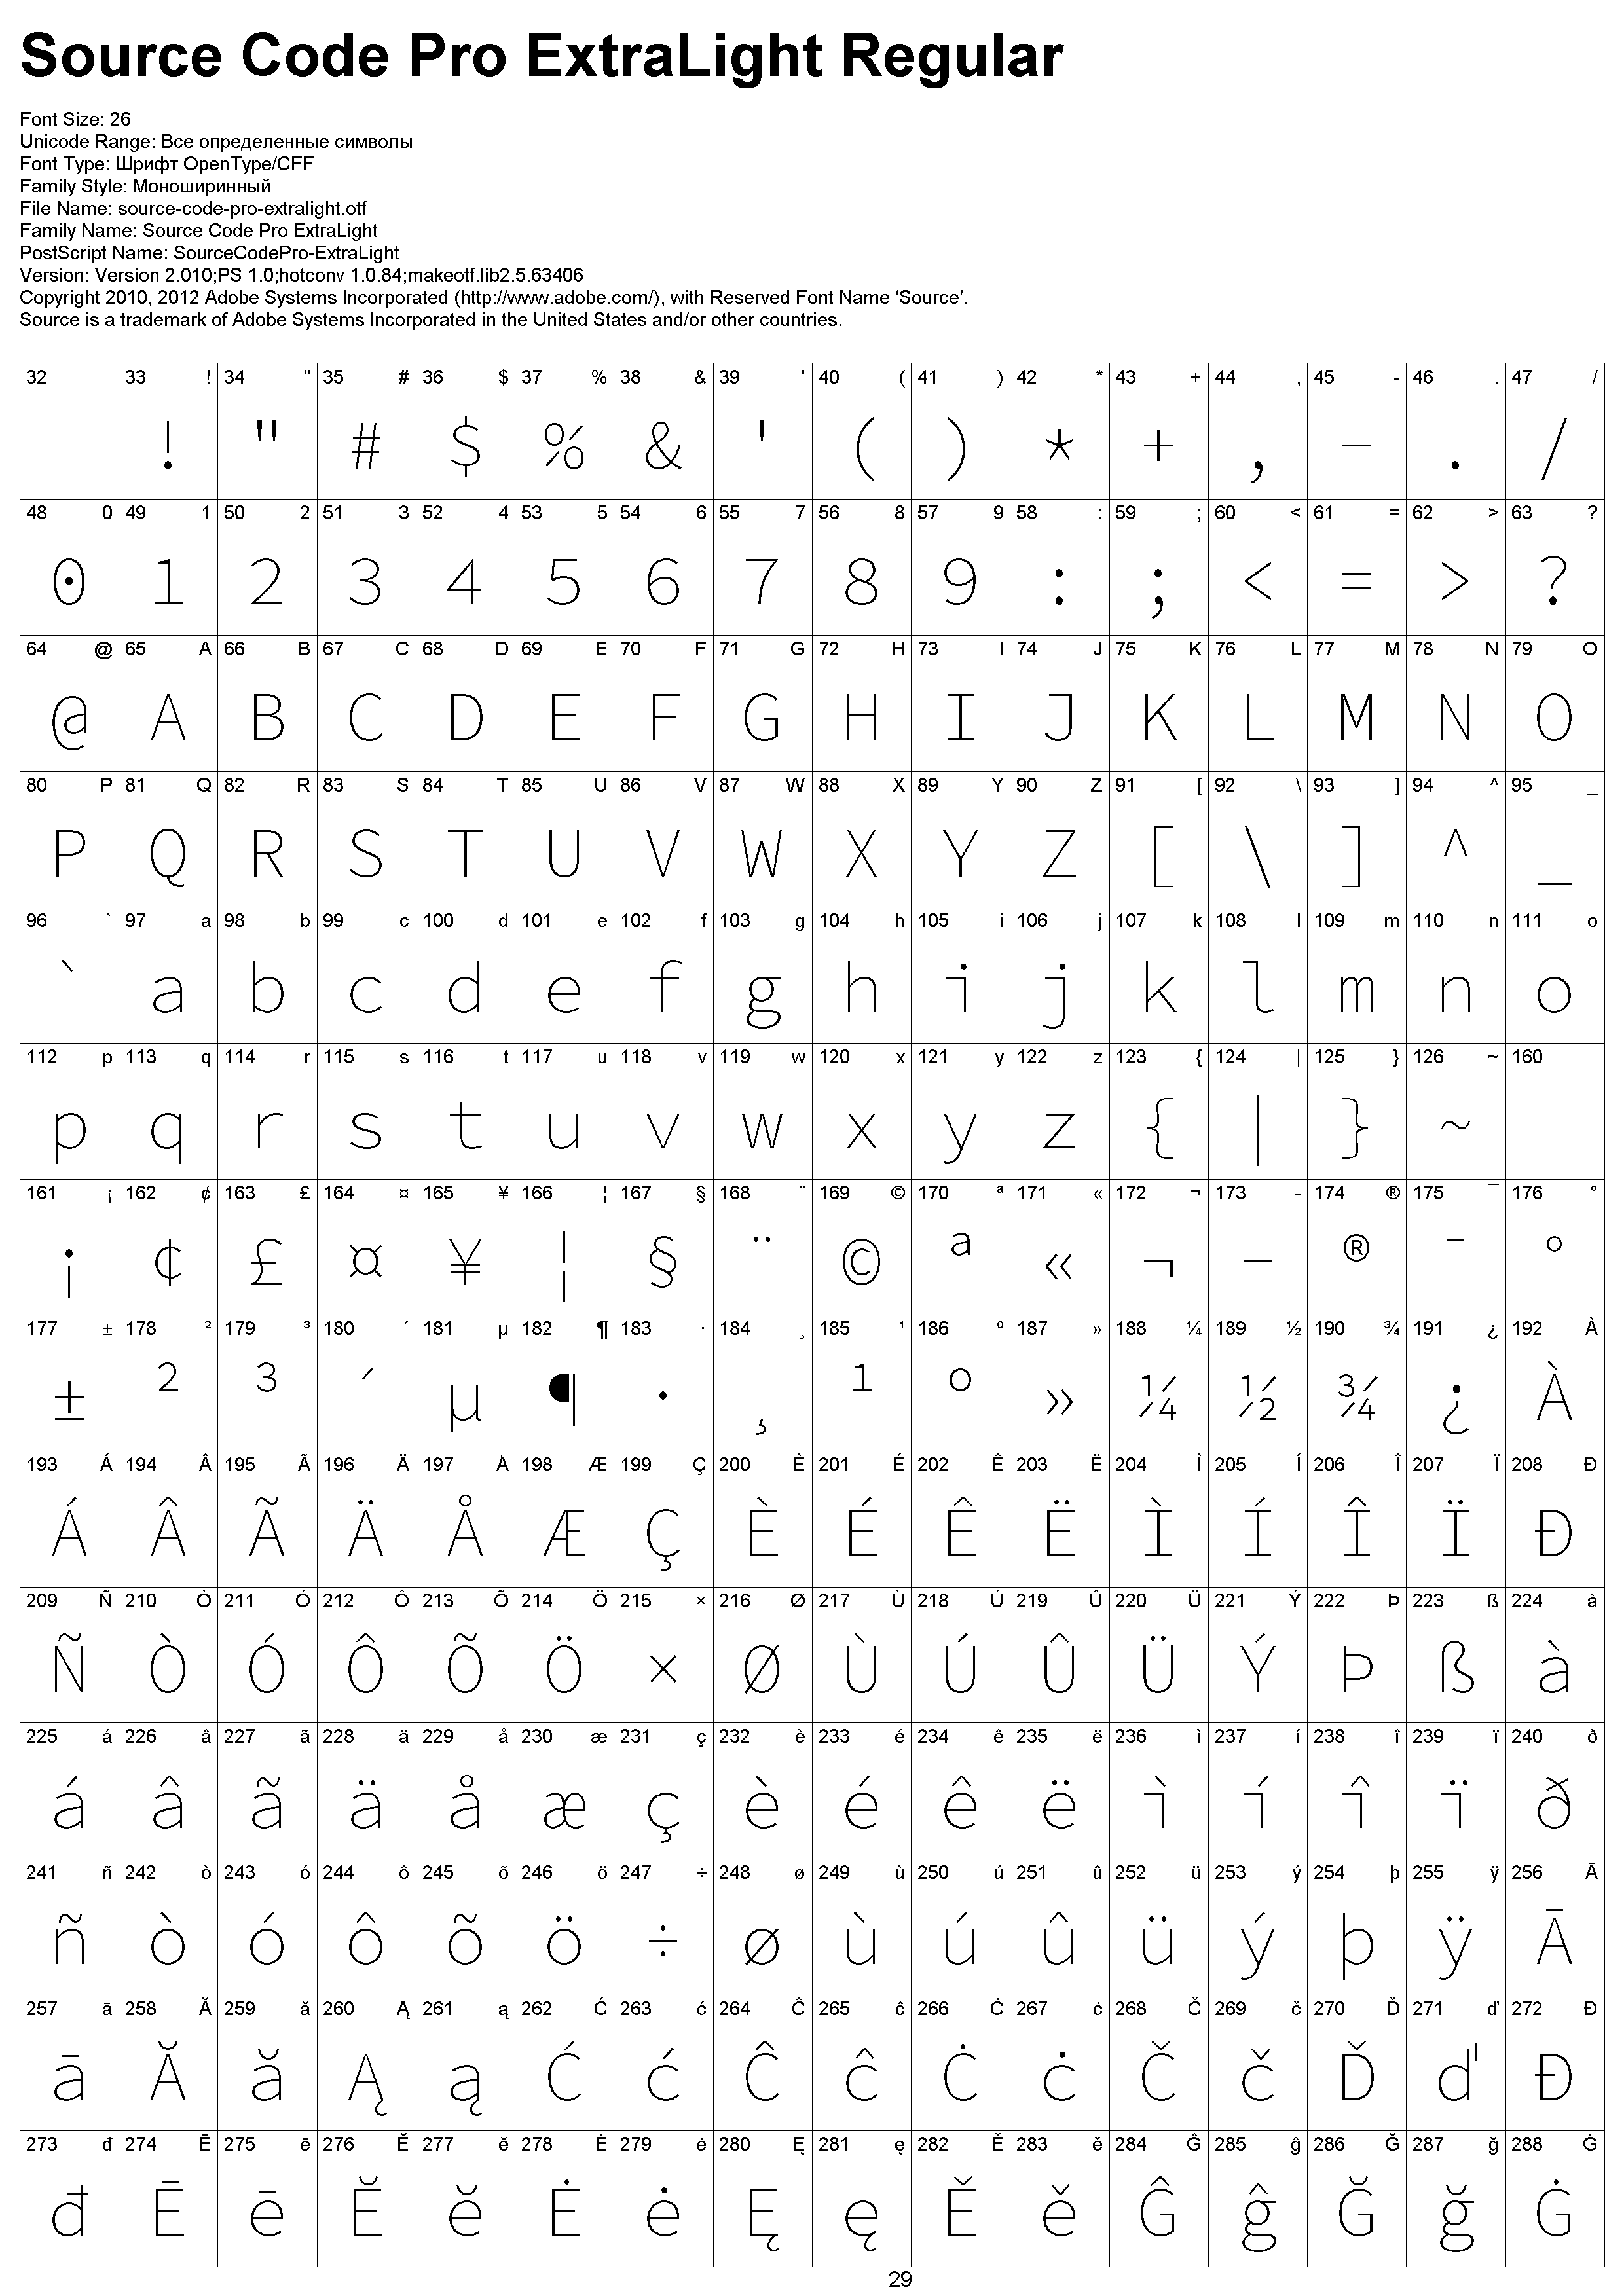 Source Code Pro ExtraLight Regular
Font Size: 26
Unicode Range: Все определенные символы
Font Type: Шрифт OpenType/CFF
Family Style: Моноширинный
File Name: source-code-pro-extralight.otf
Family Name: Source Code Pro ExtraLight
PostScript Name: SourceCodePro-ExtraLight
Version: Version 2.010;PS 1.0;hotconv 1.0.84;makeotf.lib2.5.63406
Copyright 2010, 2012 Adobe Systems Incorporated (http://www.adobe.com/), with Reserved Font Name ‘Source’.
Source is a trademark of Adobe Systems Incorporated in the United States and/or other countries.
32 33 ! 34 " 35 # 36 $ 37 % 38 & 39 ' 40 ( 41 ) 42 * 43 + 44 , 45 - 46 . 47 /
! " # $ % & ' ( ) * + , - . /
48 0 49 1 50 2 51 3 52 4 53 5 54 6 55 7 56 8 57 9 58 : 59 ; 60 < 61 = 62 > 63 ?
0 1 2 3 4 5 6 7 8 9 : ; < = > ?
64 @ 65 A 66 B 67 C 68 D 69 E 70 F 71 G 72 H 73 I 74 J 75 K 76 L 77 M 78 N 79 O
@ A B C D E F G H I J K L M N O
80 P 81 Q 82 R 83 S 84 T 85 U 86 V 87 W 88 X 89 Y 90 Z 91 [ 92 \ 93 ] 94 ^ 95 _
P Q R S T U V W X Y Z [ \ ] ^ _
96 ` 97 a 98 b 99 c 100 d 101 e 102 f 103 g 104 h 105 i 106 j 107 k 108 l 109 m 110 n 111 o
` a b c d e f g h i j k l m n o
112 p 113 q 114 r 115 s 116 t 117 u 118 v 119 w 120 x 121 y 122 z 123 { 124 | 125 } 126 ~ 160
p q r s t u v w x y z { | } ~
161 ¡ 162 ¢ 163 £ 164 ¤ 165 ¥ 166 ¦ 167 § 168 ¨ 169 © 170 ª 171 « 172 ¬ 173 - 174 ® 175 ¯ 176 °
¡ ¢ £ ¤ ¥ ¦ § ¨ © ª « ¬ - ® ¯ °
177 ± 178 ² 179 ³ 180 ´ 181 µ 182 ¶ 183 · 184 ¸ 185 ¹ 186 º 187 » 188 ¼ 189 ½ 190 ¾ 191 ¿ 192 À
± ² ³ ´ µ ¶ · ¸ ¹ º » ¼ ½ ¾ ¿ À
193 Á 194 Â 195 Ã 196 Ä 197 Å 198 Æ 199 Ç 200 È 201 É 202 Ê 203 Ë 204 Ì 205 Í 206 Î 207 Ï 208 Ð
Á Â Ã Ä Å Æ Ç È É Ê Ë Ì Í Î Ï Ð
209 Ñ 210 Ò 211 Ó 212 Ô 213 Õ 214 Ö 215 × 216 Ø 217 Ù 218 Ú 219 Û 220 Ü 221 Ý 222 Þ 223 ß 224 à
Ñ Ò Ó Ô Õ Ö × Ø Ù Ú Û Ü Ý Þ ß à
225 á 226 â 227 ã 228 ä 229 å 230 æ 231 ç 232 è 233 é 234 ê 235 ë 236 ì 237 í 238 î 239 ï 240 ð
á â ã ä å æ ç è é ê ë ì í î ï ð
241 ñ 242 ò 243 ó 244 ô 245 õ 246 ö 247 ÷ 248 ø 249 ù 250 ú 251 û 252 ü 253 ý 254 þ 255 ÿ 256 Ā
ñ ò ó ô õ ö ÷ ø ù ú û ü ý þ ÿ Ā
257 ā 258 Ă 259 ă 260 Ą 261 ą 262 Ć 263 ć 264 Ĉ 265 ĉ 266 Ċ 267 ċ 268 Č 269 č 270 Ď 271 ď 272 Đ
ā Ă ă Ą ą Ć ć Ĉ ĉ Ċ ċ Č č Ď ď Đ
273 đ 274 Ē 275 ē 276 Ĕ 277 ĕ 278 Ė 279 ė 280 Ę 281 ę 282 Ě 283 ě 284 Ĝ 285 ĝ 286 Ğ 287 ğ 288 Ġ
đ Ē ē Ĕ ĕ Ė ė Ę ę Ě ě Ĝ ĝ Ğ ğ Ġ
29